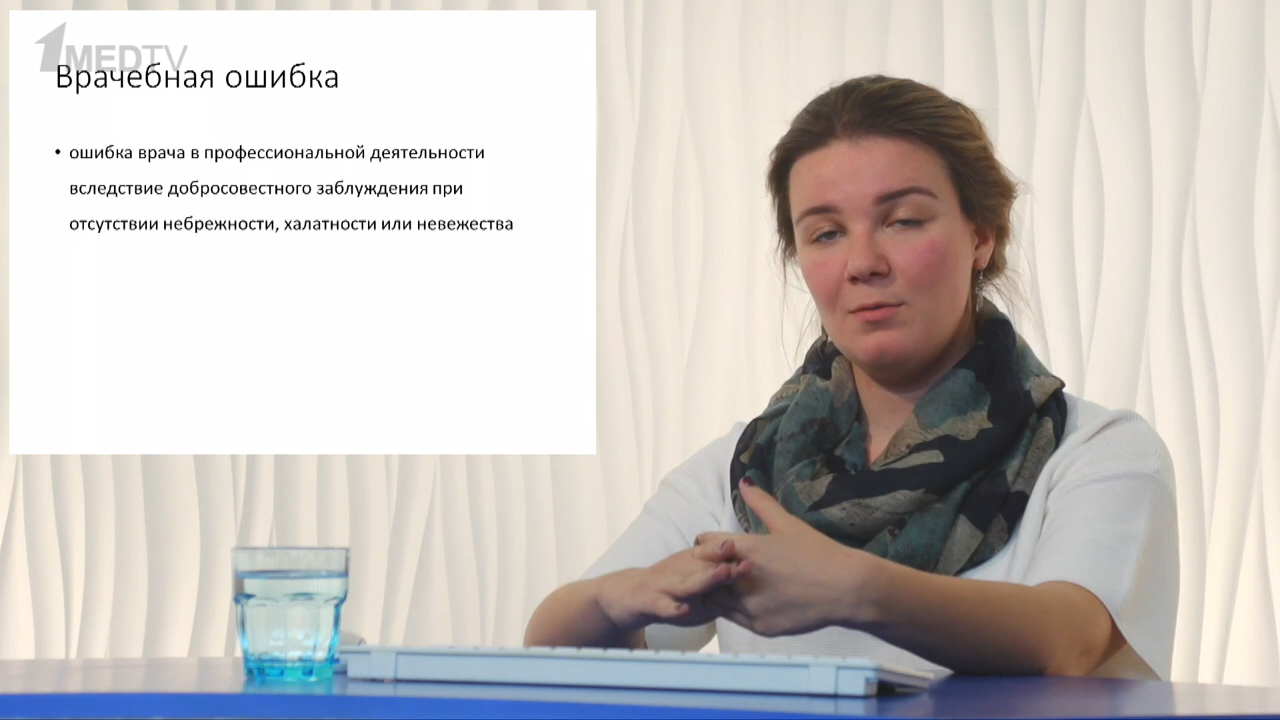 1MEDTV
Врачебная ошибка
• ошибка врача в профессиональной деятельности
вследствие добросовестного заблуждения при
отсутствии небрежности, халатности или невежества